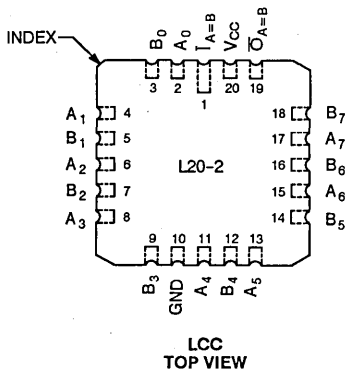 INDEX
B0 A0 I̅A=B VCC O̅A=B
3 2 1 20 19
A1 4 18 B7
B1 5 17 A7
A2 6 L20-2 16 B6
B2 7 15 A6
A3 8 14 B5
9 10 11 12 13
B3 GND A4 B4 A5
LCC
TOP VIEW